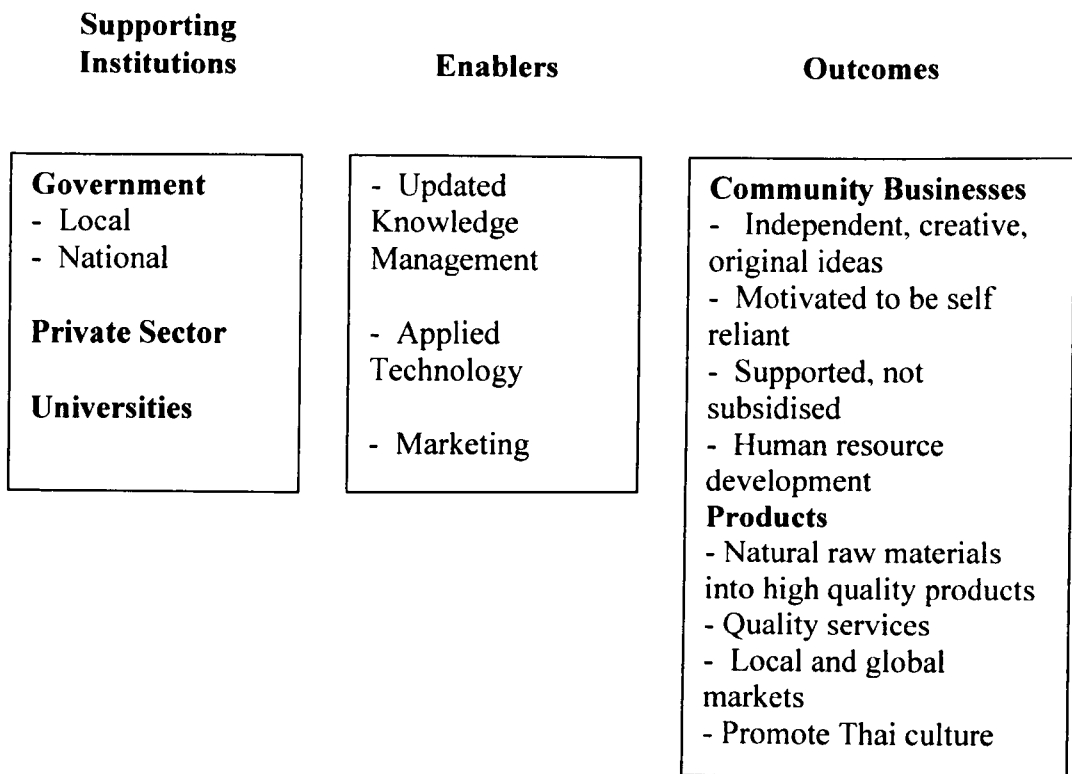 Supporting
Institutions
Enablers
Outcomes
Government
- Local
- National
Private Sector
Universities
- Updated
Knowledge
Management
- Applied
Technology
- Marketing
Community Businesses
- Independent, creative,
original ideas
- Motivated to be self
reliant
- Supported, not
subsidised
- Human resource
development
Products
- Natural raw materials
into high quality products
- Quality services
- Local and global
markets
- Promote Thai culture